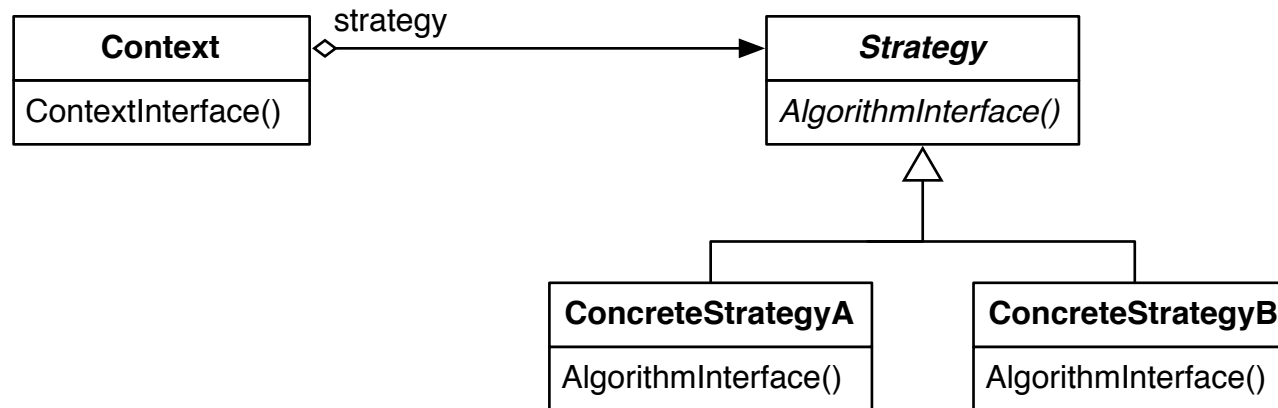 strategy
Context
Strategy
ContextInterface()
AlgorithmInterface()
ConcreteStrategyA
ConcreteStrategyB
AlgorithmInterface()
AlgorithmInterface()